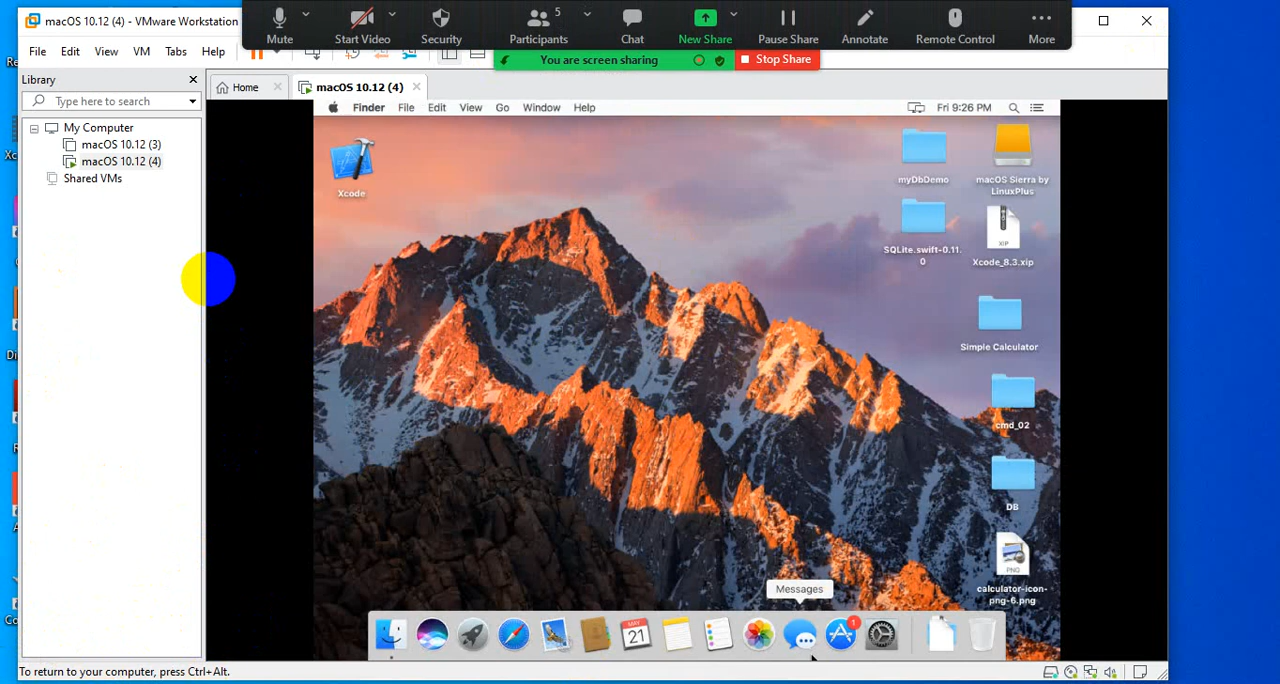 macOS 10.12 (4) - VMware Workstation
Mute
Start Video
Security
5
Participants
Chat
New Share
Pause Share
Annotate
Remote Control
More
File Edit View VM Tabs Help
You are screen sharing
Stop Share
Library
Home
macOS 10.12 (4)
Type here to search
Finder File Edit View Go Window Help
Fri 9:26 PM
My Computer
macOS 10.12 (3)
macOS 10.12 (4)
Shared VMs
Xcode
myDbDemo
macOS Sierra by
LinuxPlus
SQLite.swift-0.11.
0
XIP
Xcode_8.3.xip
Simple Calculator
cmd_02
DB
PNG
calculator-icon-
png-6.png
Messages
MAY
21
1
To return to your computer, press Ctrl+Alt.